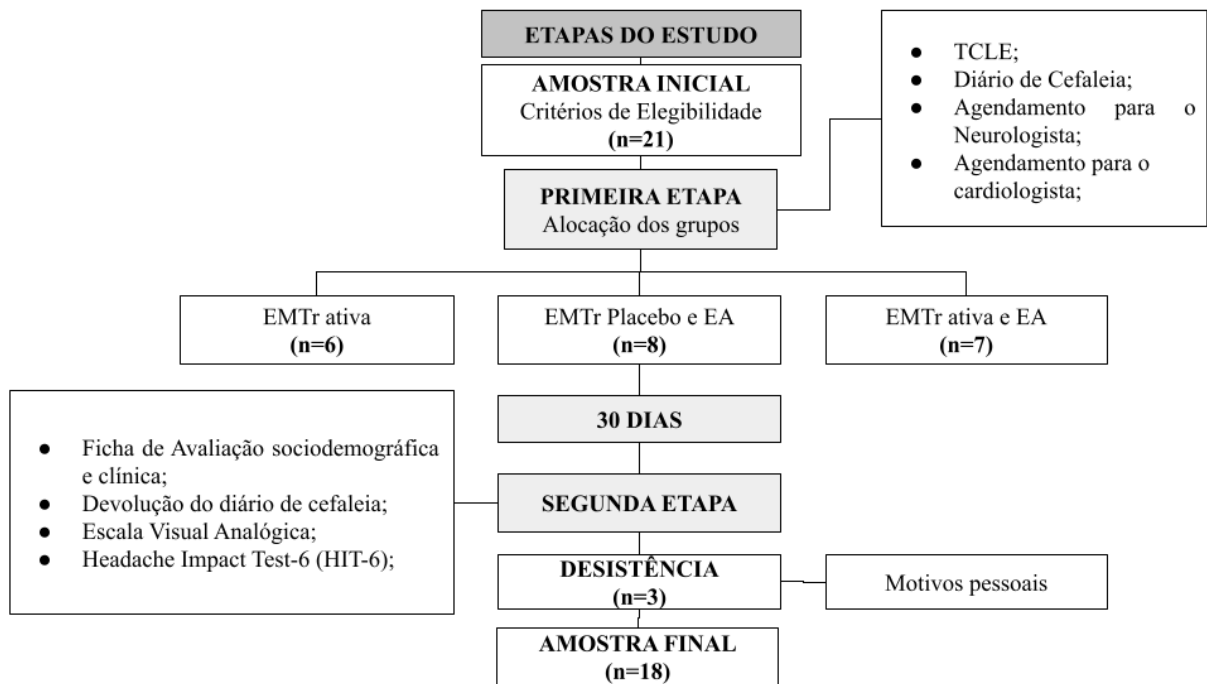 ETAPAS DO ESTUDO
AMOSTRA INICIAL
Critérios de Elegibilidade
(n=21)
● TCLE;
● Diário de Cefaleia;
● Agendamento para o
Neurologista;
● Agendamento para o
cardiologista;
PRIMEIRA ETAPA
Alocação dos grupos
EMTr ativa
(n=6)
EMTr Placebo e EA
(n=8)
EMTr ativa e EA
(n=7)
30 DIAS
● Ficha de Avaliação sociodemográfica
e clínica;
● Devolução do diário de cefaleia;
● Escala Visual Analógica;
● Headache Impact Test-6 (HIT-6);
SEGUNDA ETAPA
DESISTÊNCIA
(n=3)
Motivos pessoais
AMOSTRA FINAL
(n=18)